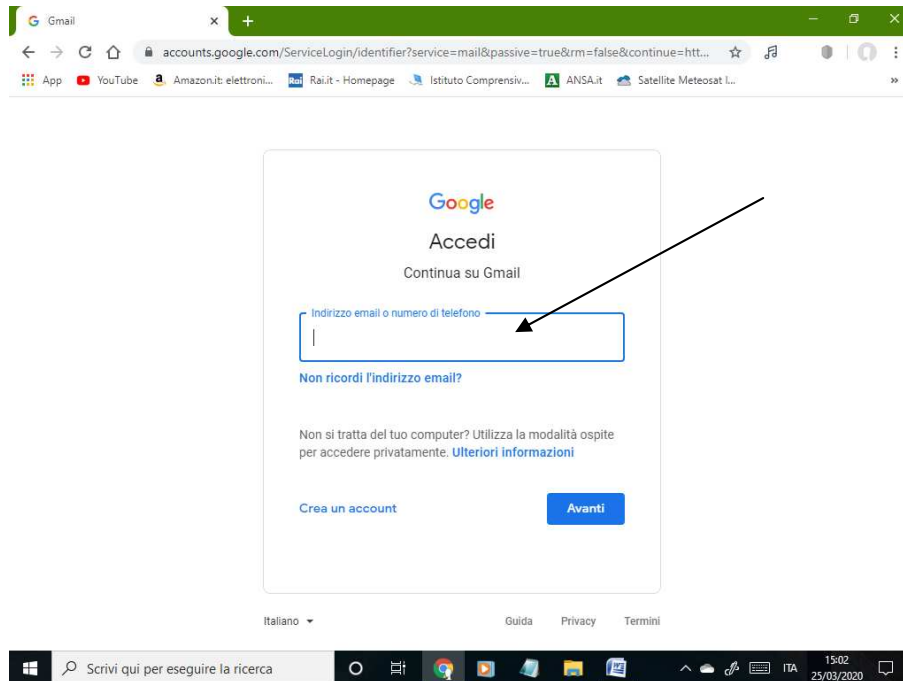 Gmail
accounts.google.com/ServiceLogin/identifier?service=mail&passive=true&rm=false&continue=htt...
App YouTube Amazon.it: elettroni... Rai Rai.it - Homepage Istituto Comprensiv... A ANSA.it Satellite Meteosat I...
Google
Accedi
Continua su Gmail
Indirizzo email o numero di telefono
Non ricordi l'indirizzo email?
Non si tratta del tuo computer? Utilizza la modalità ospite
per accedere privatamente. Ulteriori informazioni
Crea un account Avanti
Italiano Guida Privacy Termini
Scrivi qui per eseguire la ricerca ITA 15:02
25/03/2020